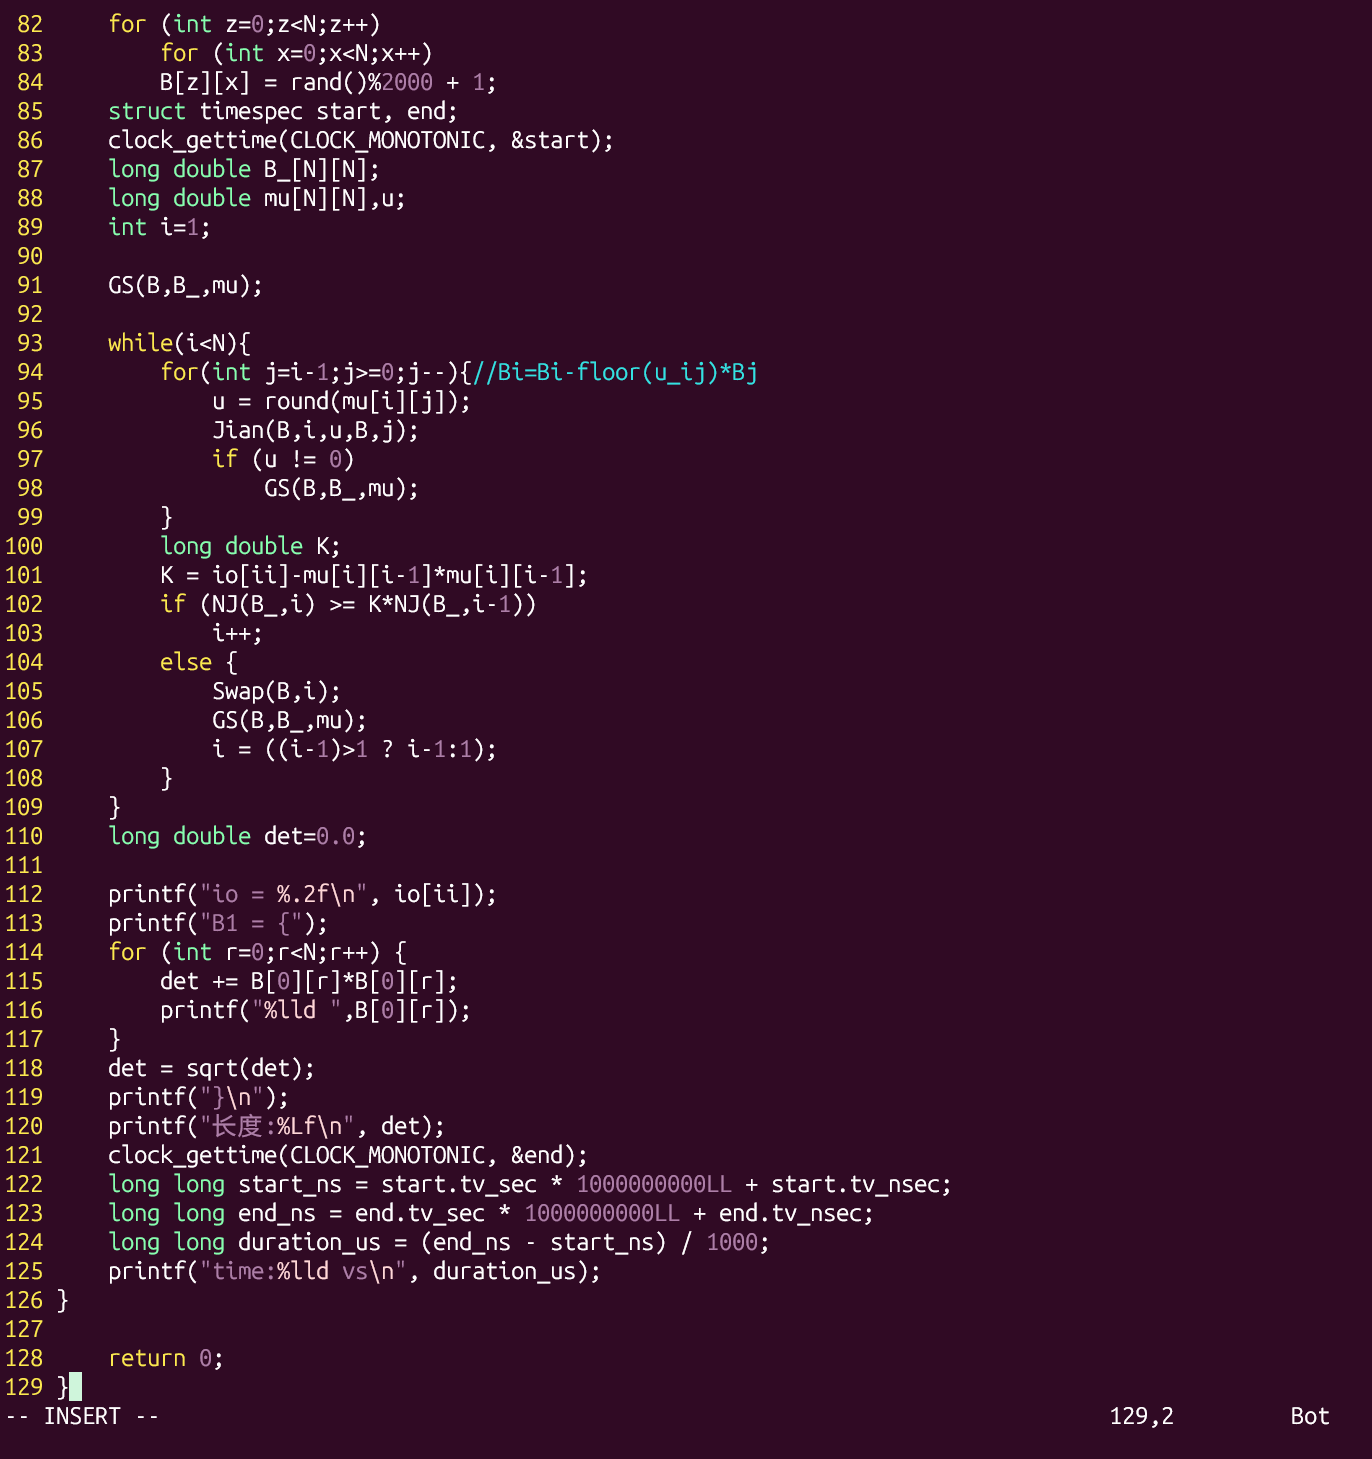 82     for (int z=0;z<N;z++)
83         for (int x=0;x<N;x++)
84         B[z][x] = rand()%2000 + 1;
85     struct timespec start, end;
86     clock_gettime(CLOCK_MONOTONIC, &start);
87     long double B_[N][N];
88     long double mu[N][N],u;
89     int i=1;
90
91     GS(B,B_,mu);
92
93     while(i<N){
94         for(int j=i-1;j>=0;j--){//Bi=Bi-floor(u_ij)*Bj
95             u = round(mu[i][j]);
96             Jian(B,i,u,B,j);
97             if (u != 0)
98                 GS(B,B_,mu);
99         }
100         long double K;
101         K = io[ii]-mu[i][i-1]*mu[i][i-1];
102         if (NJ(B_,i) >= K*NJ(B_,i-1))
103             i++;
104         else {
105             Swap(B,i);
106             GS(B,B_,mu);
107             i = ((i-1)>1 ? i-1:1);
108         }
109     }
110     long double det=0.0;
111
112     printf("io = %.2f\n", io[ii]);
113     printf("B1 = {");
114     for (int r=0;r<N;r++) {
115         det += B[0][r]*B[0][r];
116         printf("%lld ",B[0][r]);
117     }
118     det = sqrt(det);
119     printf("}\n");
120     printf("长度:%Lf\n", det);
121     clock_gettime(CLOCK_MONOTONIC, &end);
122     long long start_ns = start.tv_sec * 1000000000LL + start.tv_nsec;
123     long long end_ns = end.tv_sec * 1000000000LL + end.tv_nsec;
124     long long duration_us = (end_ns - start_ns) / 1000;
125     printf("time:%lld vs\n", duration_us);
126 }
127
128     return 0;
129 }
-- INSERT -- 129,2 Bot